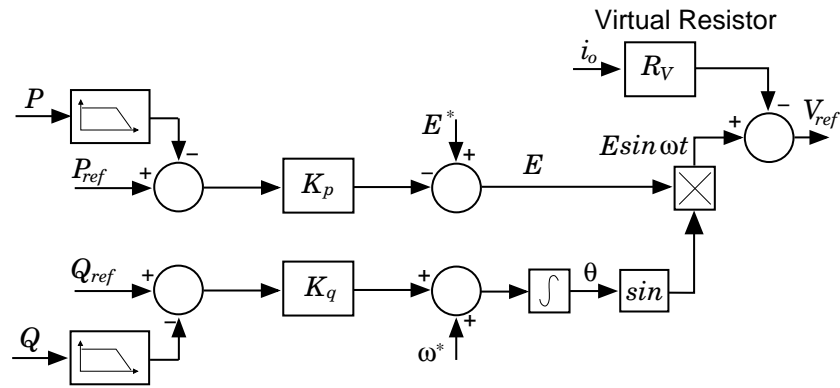 Virtual Resistor
i_o
R_V
−
V_ref
+
P
E*
E sin ωt
−
+
P_ref
+
K_p
−
E
Q_ref
+
K_q
+
∫
θ
sin
−
+
Q
ω*